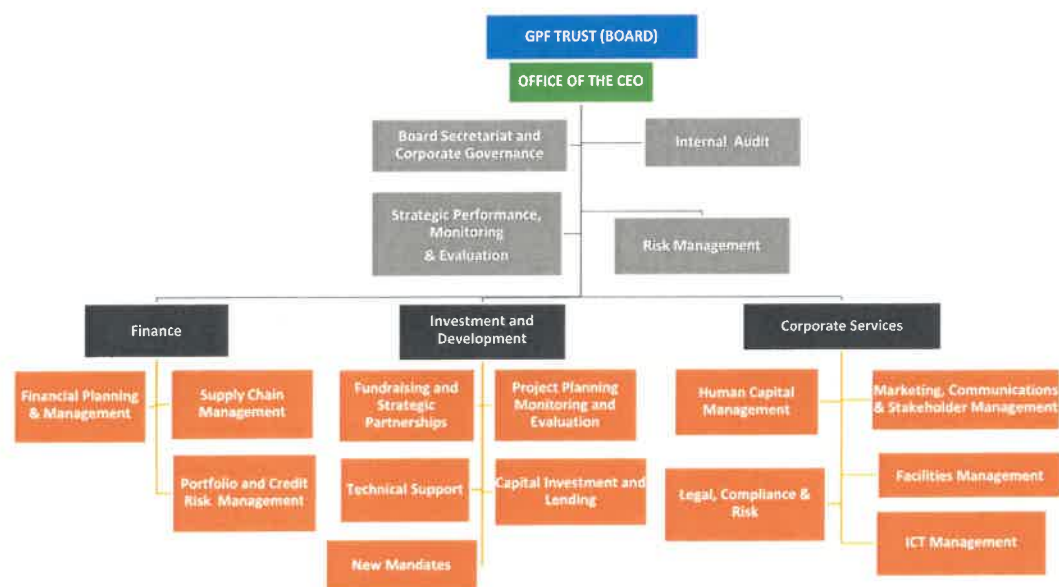 GPF TRUST (BOARD)
OFFICE OF THE CEO
Board Secretariat and
Corporate Governance
Internal Audit
Strategic Performance,
Monitoring
& Evaluation
Risk Management
Finance
Investment and
Development
Corporate Services
Financial Planning
& Management
Supply Chain
Management
Portfolio and Credit
Risk Management
Fundraising and
Strategic
Partnerships
Project Planning
Monitoring and
Evaluation
Technical Support
Capital Investment and
Lending
New Mandates
Human Capital
Management
Marketing, Communications
& Stakeholder Management
Facilities Management
Legal, Compliance &
Risk
ICT Management